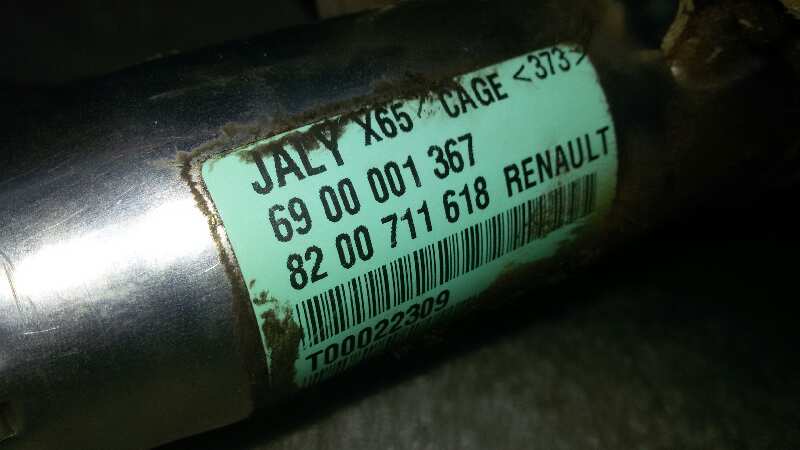 JALY X65 / CAGE <373>
69 00 001 367
82 00 711 618 RENAULT
T00022309